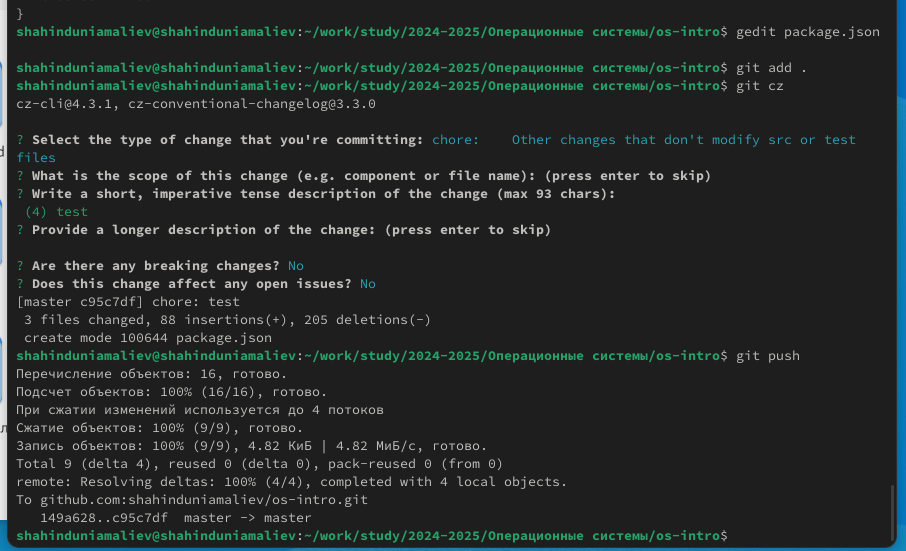 }
shahinduniamaliev@shahinduniamaliev:~/work/study/2024-2025/Операционные системы/os-intro$ gedit package.json
shahinduniamaliev@shahinduniamaliev:~/work/study/2024-2025/Операционные системы/os-intro$ git add .
shahinduniamaliev@shahinduniamaliev:~/work/study/2024-2025/Операционные системы/os-intro$ git cz
cz-cli@4.3.1, cz-conventional-changelog@3.3.0
? Select the type of change that you're committing: chore:    Other changes that don't modify src or test
files
? What is the scope of this change (e.g. component or file name): (press enter to skip)
? Write a short, imperative tense description of the change (max 93 chars):
 (4) test
? Provide a longer description of the change: (press enter to skip)
? Are there any breaking changes? No
? Does this change affect any open issues? No
[master c95c7df] chore: test
 3 files changed, 88 insertions(+), 205 deletions(-)
 create mode 100644 package.json
shahinduniamaliev@shahinduniamaliev:~/work/study/2024-2025/Операционные системы/os-intro$ git push
Перечисление объектов: 16, готово.
Подсчет объектов: 100% (16/16), готово.
При сжатии изменений используется до 4 потоков
Сжатие объектов: 100% (9/9), готово.
Запись объектов: 100% (9/9), 4.82 КиБ | 4.82 МиБ/с, готово.
Total 9 (delta 4), reused 0 (delta 0), pack-reused 0 (from 0)
remote: Resolving deltas: 100% (4/4), completed with 4 local objects.
To github.com:shahinduniamaliev/os-intro.git
   149a628..c95c7df  master -> master
shahinduniamaliev@shahinduniamaliev:~/work/study/2024-2025/Операционные системы/os-intro$